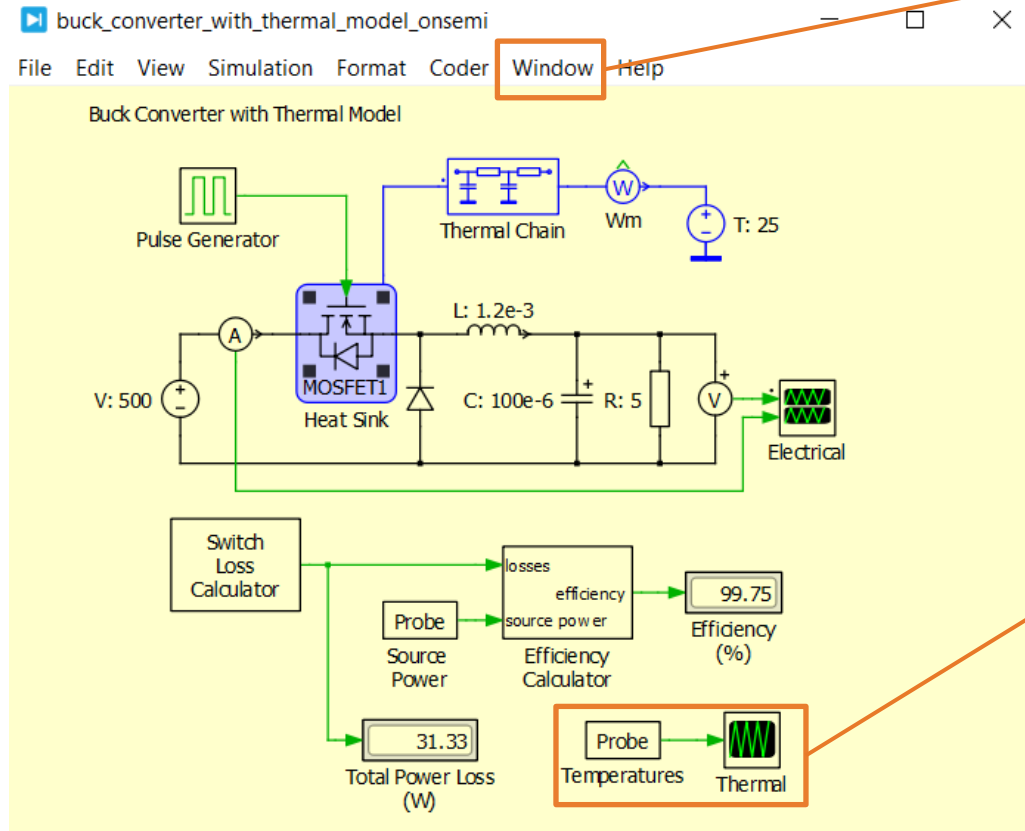 buck_converter_with_thermal_model_onsemi
File Edit View Simulation Format Coder Window Help
Buck Converter with Thermal Model
Pulse Generator
Thermal Chain
W
Wm
T: 25
A
MOSFET1
Heat Sink
V: 500
L: 1.2e-3
C: 100e-6
R: 5
V
Electrical
Switch
Loss
Calculator
losses
efficiency
source power
Efficiency
Calculator
Probe
Source
Power
99.75
Efficiency
(%)
31.33
Total Power Loss
(W)
Probe
Temperatures
Thermal